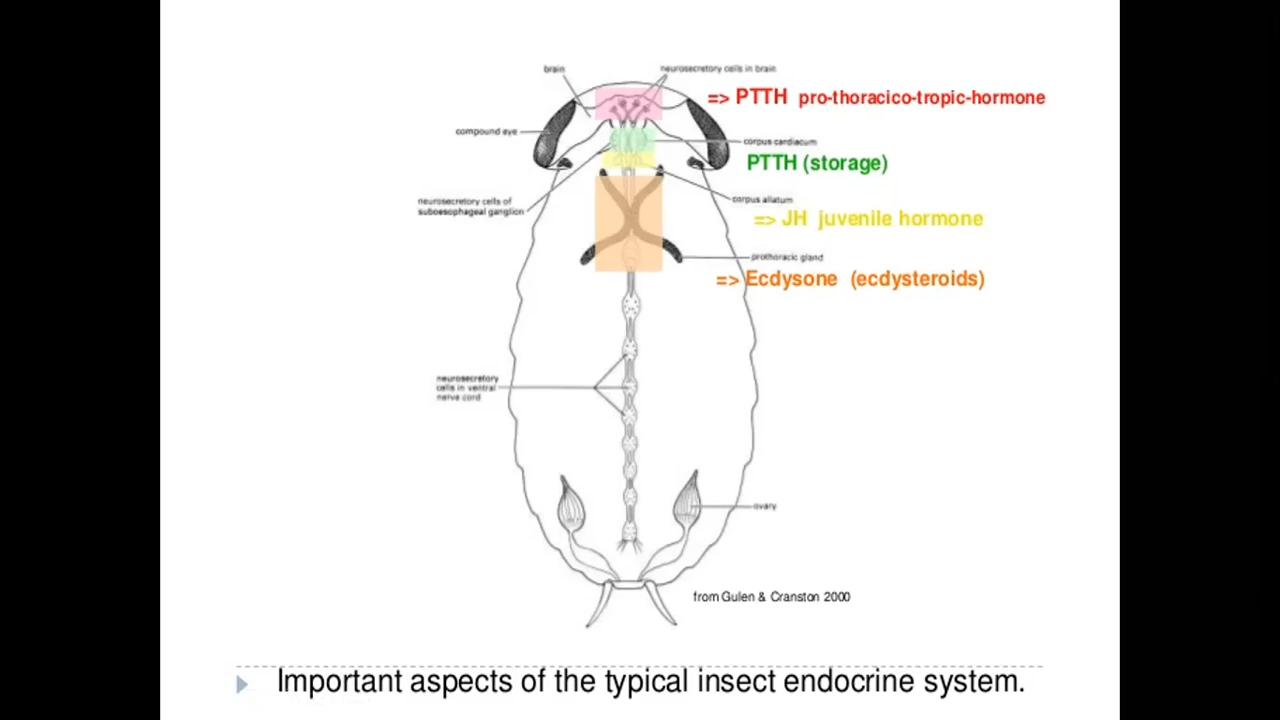 brain
neurosecretory cells in brain
=> PTTH pro-thoracico-tropic-hormone
compound eye
corpus cardiacum
PTTH (storage)
neurosecretory cells of
suboesophageal ganglion
corpus allatum
=> JH juvenile hormone
prothoracic gland
=> Ecdysone (ecdysteroids)
neurosecretory
cells in ventral
nerve cord
ovary
from Gulen & Cranston 2000
Important aspects of the typical insect endocrine system.